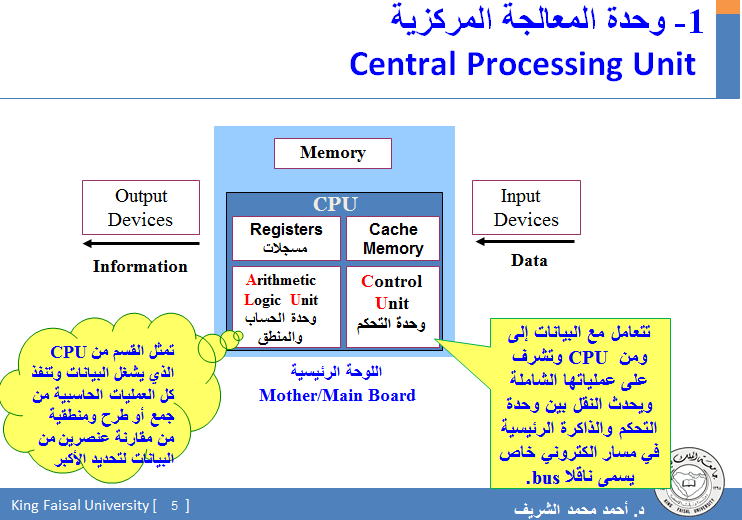 1- وحدة المعالجة المركزية
Central Processing Unit
Memory
Output
Devices
Information
CPU
Registers
مسجلات
Cache
Memory
Arithmetic
Logic Unit
وحدة الحساب
والمنطق
Control
Unit
وحدة التحكم
Input
Devices
Data
اللوحة الرئيسية
Mother/Main Board
تمثل القسم من CPU
الذي يشغل البيانات وتنفذ
كل العمليات الحاسبية من
جمع أو طرح ومنطقية
من مقارنة عنصرين من
البيانات لتحديد الأكبر
تتعامل مع البيانات إلى
ومن CPU وتشرف
على عملياتها الشاملة
ويحدث النقل بين وحدة
التحكم والذاكرة الرئيسية
في مسار الكتروني خاص
يسمى ناقلا bus.
King Faisal University [ 5 ]
د. أحمد محمد الشريف